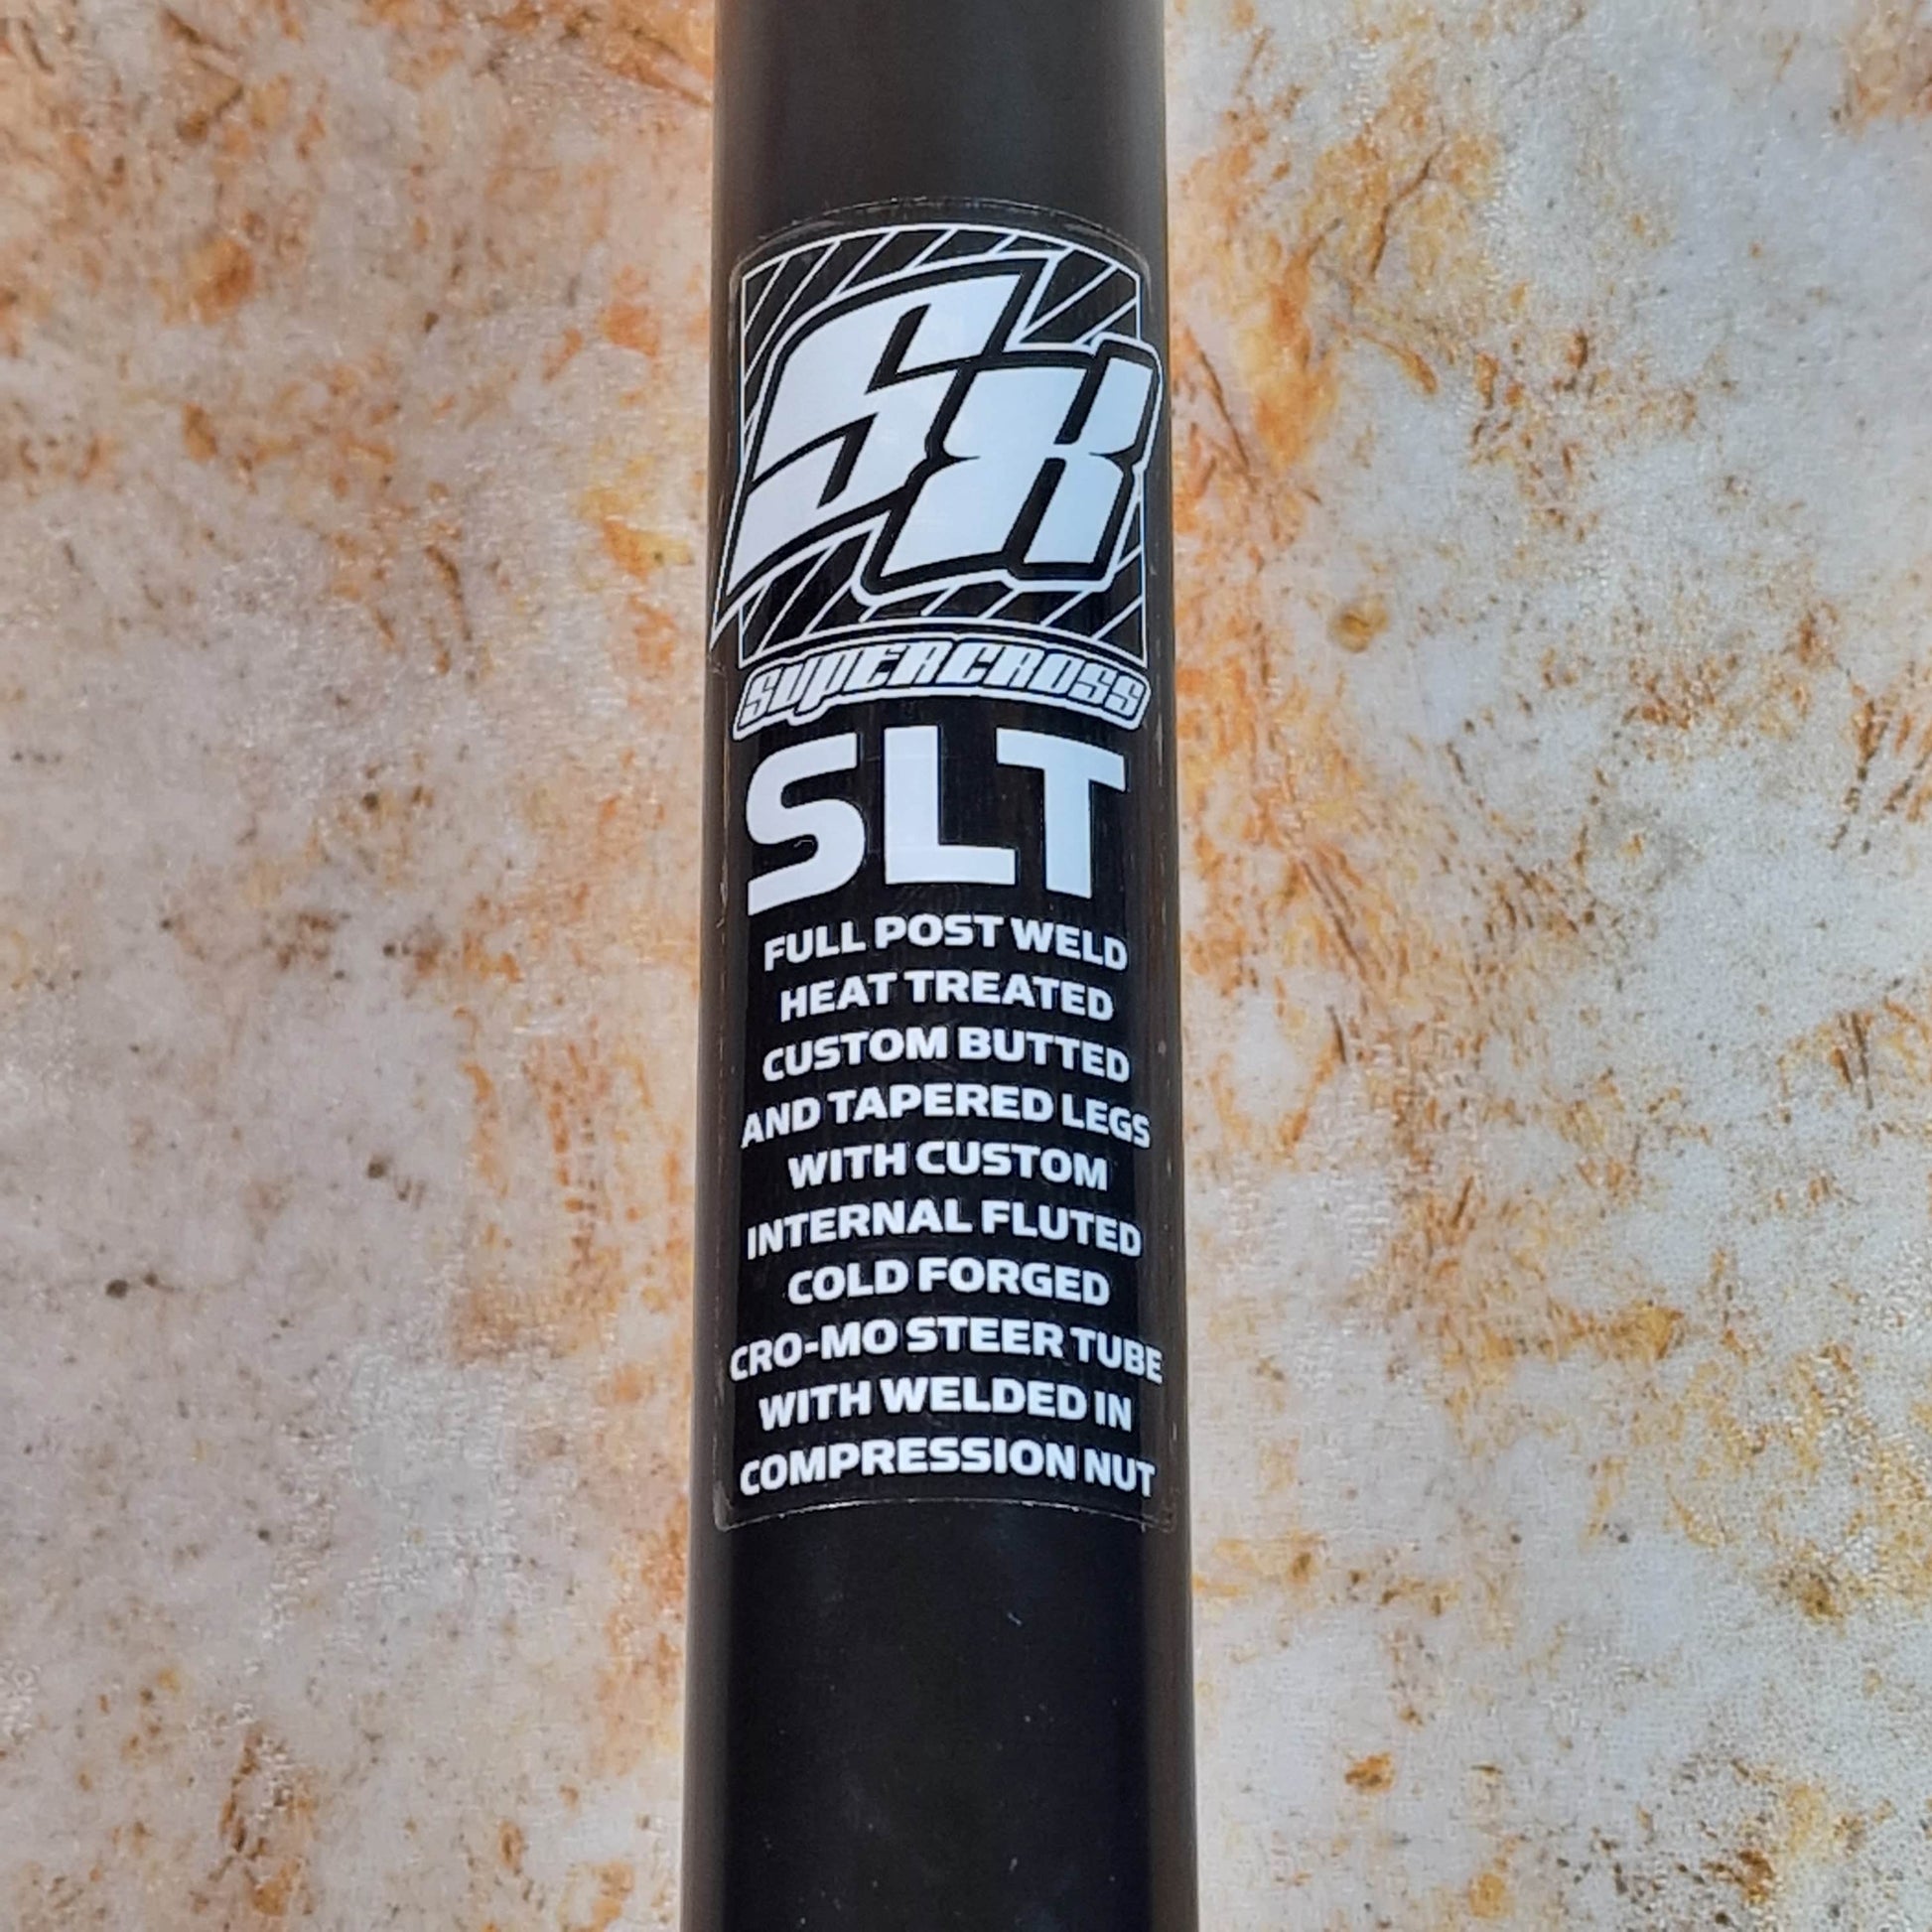 SX
SUPERCROSS
SLT
FULL POST WELD
HEAT TREATED
CUSTOM BUTTED
AND TAPERED LEGS
WITH CUSTOM
INTERNAL FLUTED
COLD FORGED
CRO-MO STEER TUBE
WITH WELDED IN
COMPRESSION NUT